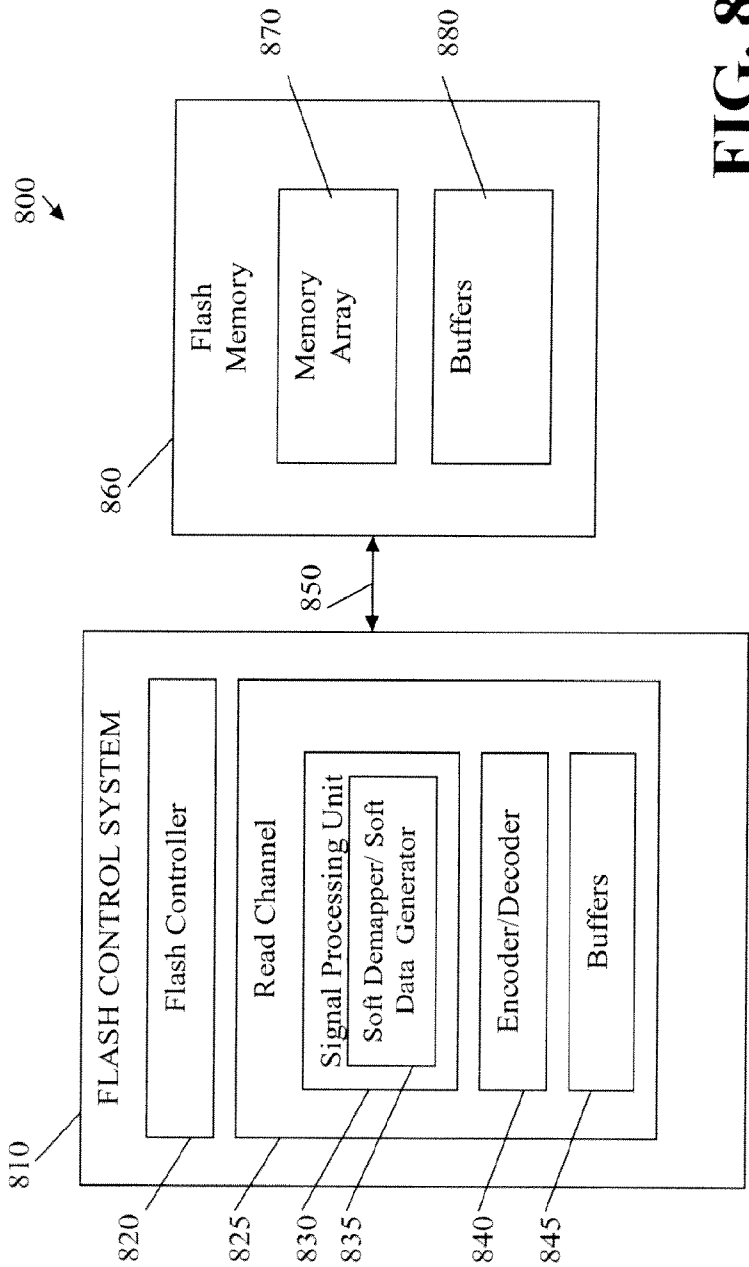 800
810
FLASH CONTROL SYSTEM
820
Flash Controller
825
Read Channel
830
Signal Processing Unit
835
Soft Demapper/ Soft
Data Generator
840
Encoder/Decoder
845
Buffers
850
860
Flash
Memory
870
Memory
Array
880
Buffers
FIG. 8